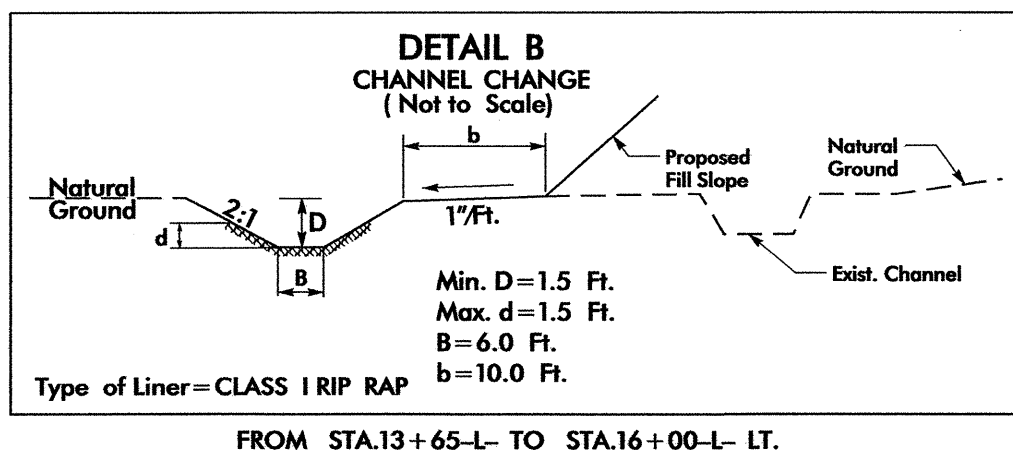 DETAIL B
CHANNEL CHANGE
( Not to Scale)
b
Natural
Ground
2:1
d
D
B
1"/Ft.
Proposed
Fill Slope
Natural
Ground
Exist. Channel
Min. D=1.5 Ft.
Max. d=1.5 Ft.
B=6.0 Ft.
b=10.0 Ft.
Type of Liner= CLASS I RIP RAP
FROM STA.13+65-L- TO STA.16+00-L- LT.